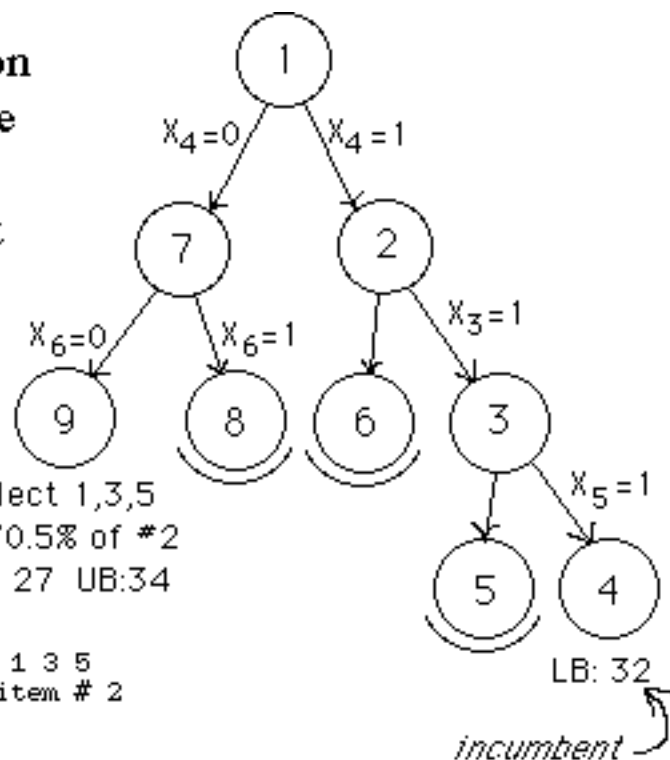 on
e
1
X4=0 X4=1
7 2
X6=0 X6=1 X3=1
9 8 6 3
lect 1,3,5 X5=1
70.5% of #2
27 UB:34 5 4
1 3 5 LB: 32
item # 2
incumbent